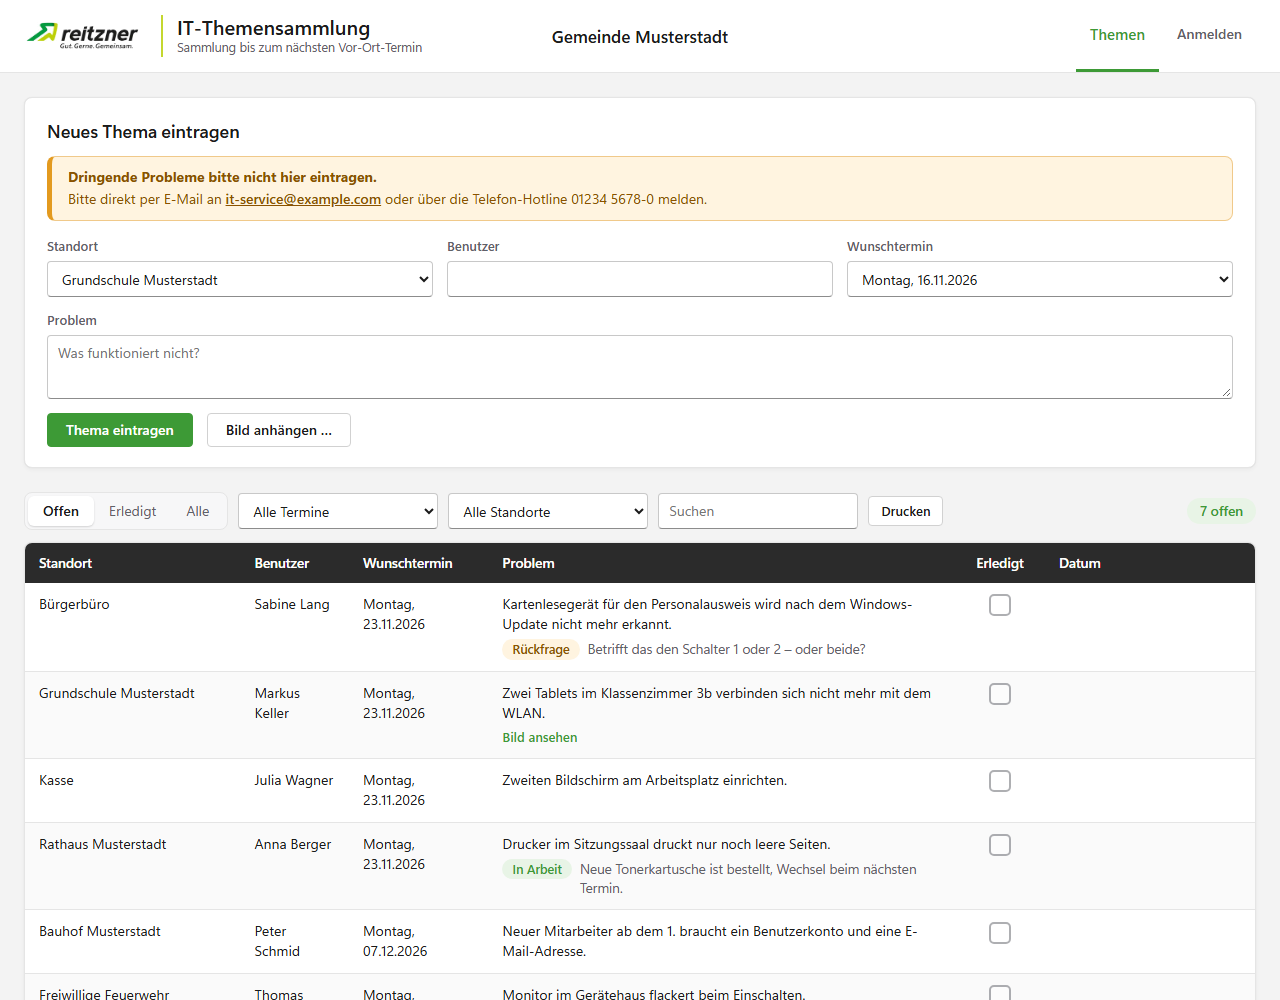 reitzner
Gut. Gerne. Gemeinsam.
IT-Themensammlung
Sammlung bis zum nächsten Vor-Ort-Termin
Gemeinde Musterstadt
Themen
Anmelden
Neues Thema eintragen
Dringende Probleme bitte nicht hier eintragen.
Bitte direkt per E-Mail an it-service@example.com oder über die Telefon-Hotline 01234 5678-0 melden.
Standort
Benutzer
Wunschtermin
Grundschule Musterstadt
Montag, 16.11.2026
Problem
Was funktioniert nicht?
Thema eintragen
Bild anhängen ...
Offen
Erledigt
Alle
Alle Termine
Alle Standorte
Suchen
Drucken
7 offen
Standort
Benutzer
Wunschtermin
Problem
Erledigt
Datum
Bürgerbüro
Sabine Lang
Montag,
23.11.2026
Kartenlesegerät für den Personalausweis wird nach dem Windows-
Update nicht mehr erkannt.
Rückfrage
Betrifft das den Schalter 1 oder 2 – oder beide?
Grundschule Musterstadt
Markus
Keller
Montag,
23.11.2026
Zwei Tablets im Klassenzimmer 3b verbinden sich nicht mehr mit dem
WLAN.
Bild ansehen
Kasse
Julia Wagner
Montag,
23.11.2026
Zweiten Bildschirm am Arbeitsplatz einrichten.
Rathaus Musterstadt
Anna Berger
Montag,
23.11.2026
Drucker im Sitzungssaal druckt nur noch leere Seiten.
In Arbeit
Neue Tonerkartusche ist bestellt, Wechsel beim nächsten
Termin.
Bauhof Musterstadt
Peter
Schmid
Montag,
07.12.2026
Neuer Mitarbeiter ab dem 1. braucht ein Benutzerkonto und eine E-
Mail-Adresse.
Freiwillige Feuerwehr
Thomas
Montag,
Monitor im Gerätehaus flackert beim Einschalten.